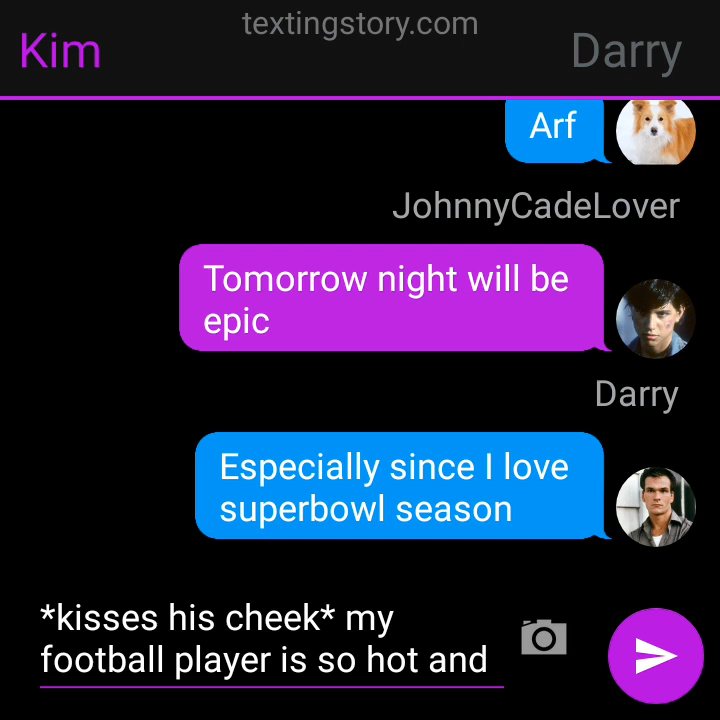 textingstory.com
Kim
Darry
Arf
JohnnyCadeLover
Tomorrow night will be
epic
Darry
Especially since I love
superbowl season
*kisses his cheek* my
football player is so hot and